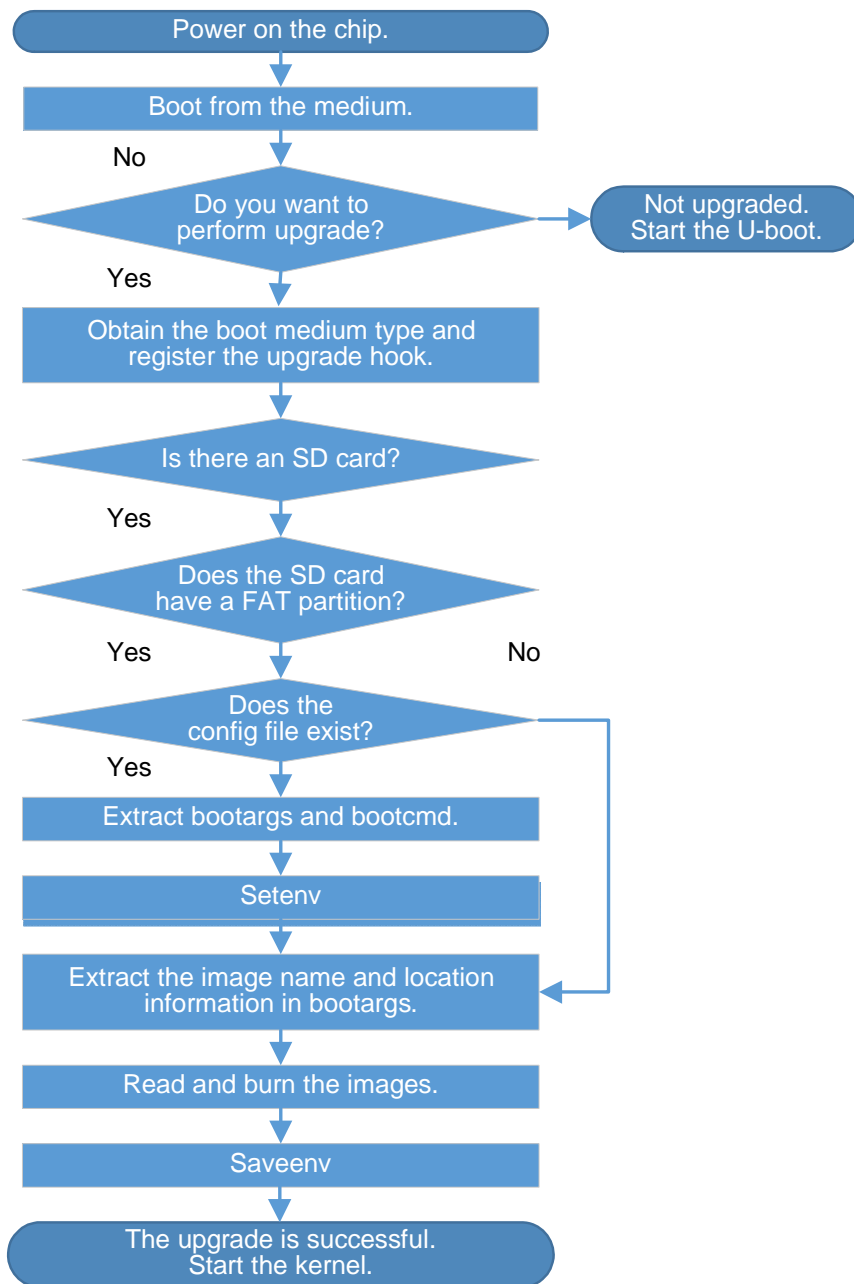 Power on the chip.
Boot from the medium.
No
Do you want to
perform upgrade?
Not upgraded.
Start the U-boot.
Yes
Obtain the boot medium type and
register the upgrade hook.
Is there an SD card?
Yes
Does the SD card
have a FAT partition?
Yes
No
Does the
config file exist?
Yes
Extract bootargs and bootcmd.
Setenv
Extract the image name and location
information in bootargs.
Read and burn the images.
Saveenv
The upgrade is successful.
Start the kernel.